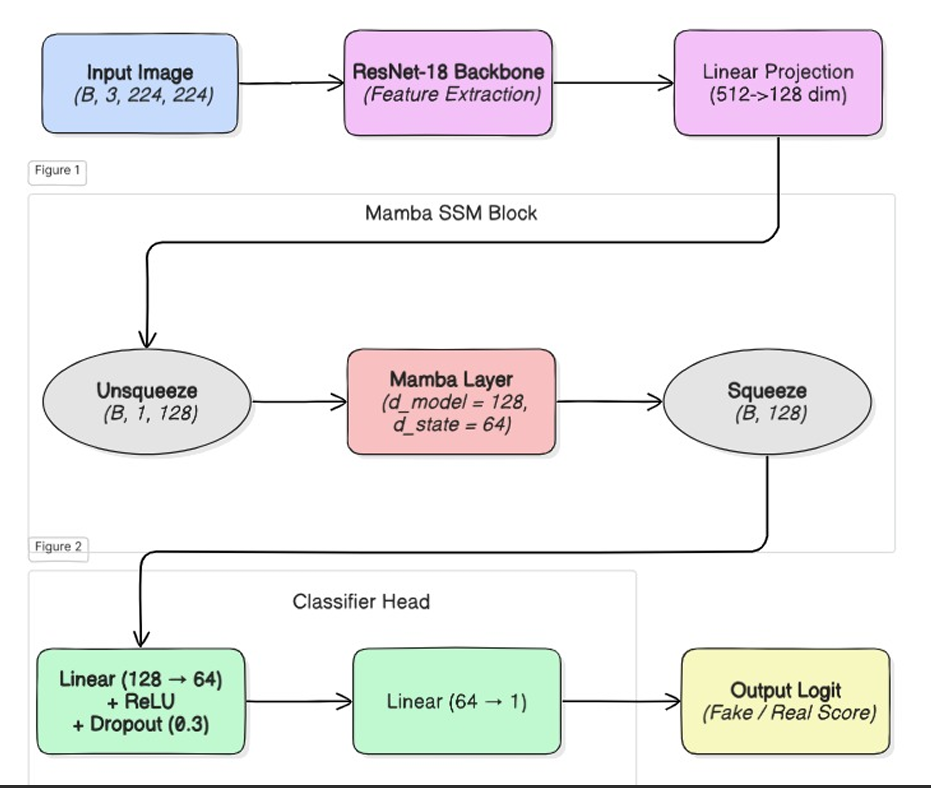 Input Image
(B, 3, 224, 224)
ResNet-18 Backbone
(Feature Extraction)
Linear Projection
(512->128 dim)
Figure 1
Mamba SSM Block
Unsqueeze
(B, 1, 128)
Mamba Layer
(d_model = 128,
d_state = 64)
Squeeze
(B, 128)
Figure 2
Classifier Head
Linear (128 → 64)
+ ReLU
+ Dropout (0.3)
Linear (64 → 1)
Output Logit
(Fake / Real Score)